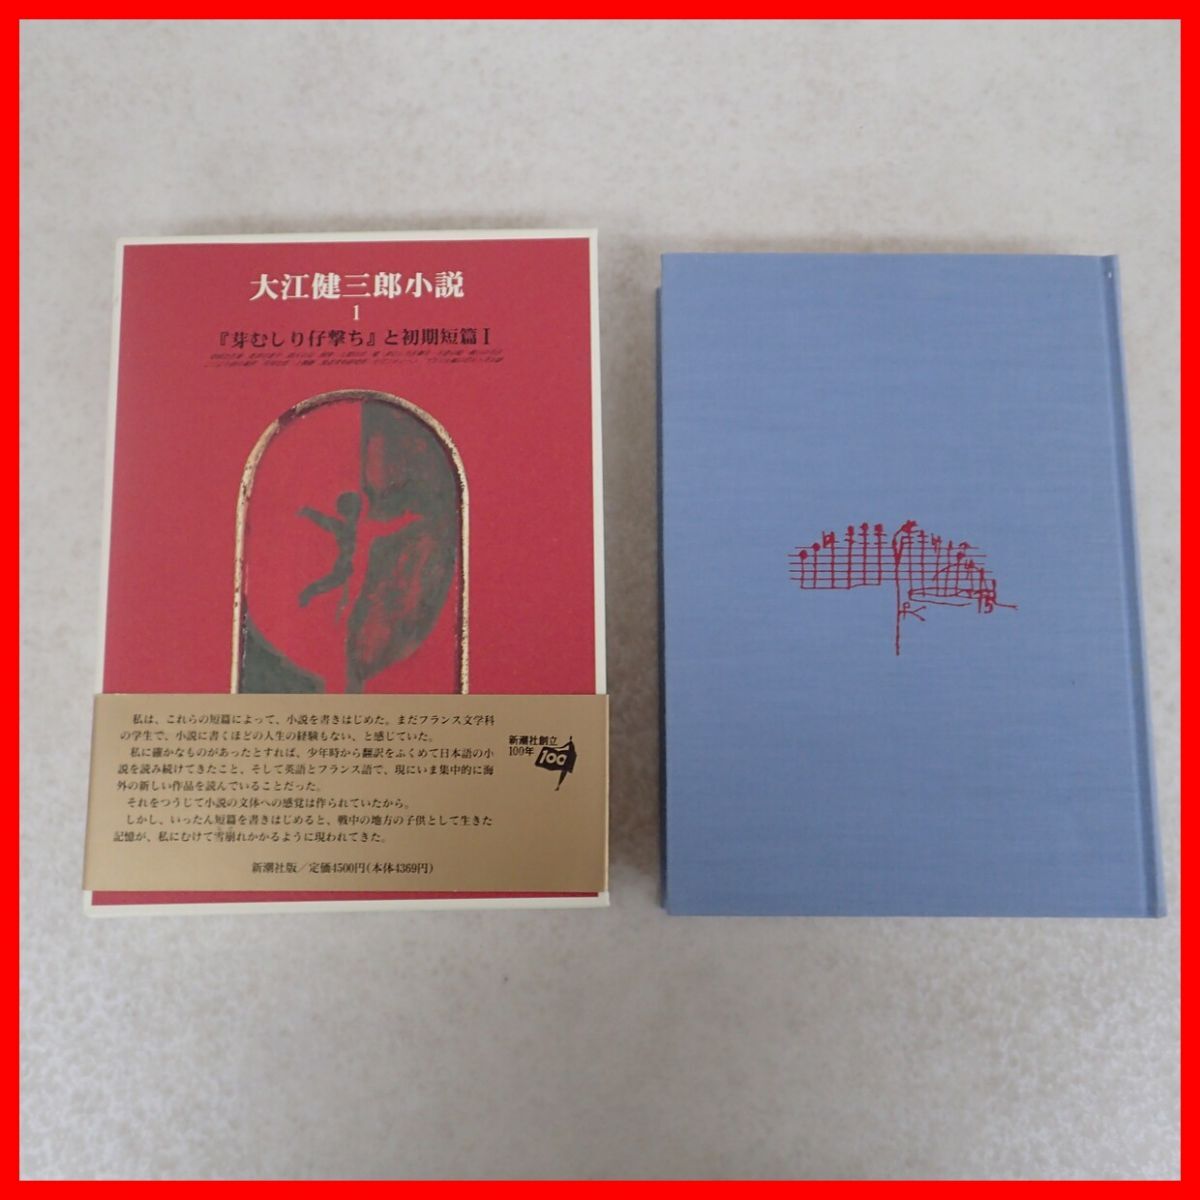 大江健三郎小説
1
『芽むしり仔撃ち』と初期短篇 I
私は、これらの短篇によって、小説を書きはじめた。まだフランス文学科
の学生で、小説に書くほどの人生の経験もない、と感じていた。
私に確かなものがあったとすれば、少年時から翻訳をふくめて日本語の小
説を読み続けてきたこと、そして英語とフランス語で、現にいま集中的に海
外の新しい作品を読んでいることだった。
それをつうじて小説の文体への感覚は作られていたから。
しかし、いったん短篇を書きはじめると、戦中の地方の子供として生きた
記憶が、私にむけて雪崩れかかるように現われてきた。
新潮社創立
100年
100
新潮社版／定価4500円(本体4369円)